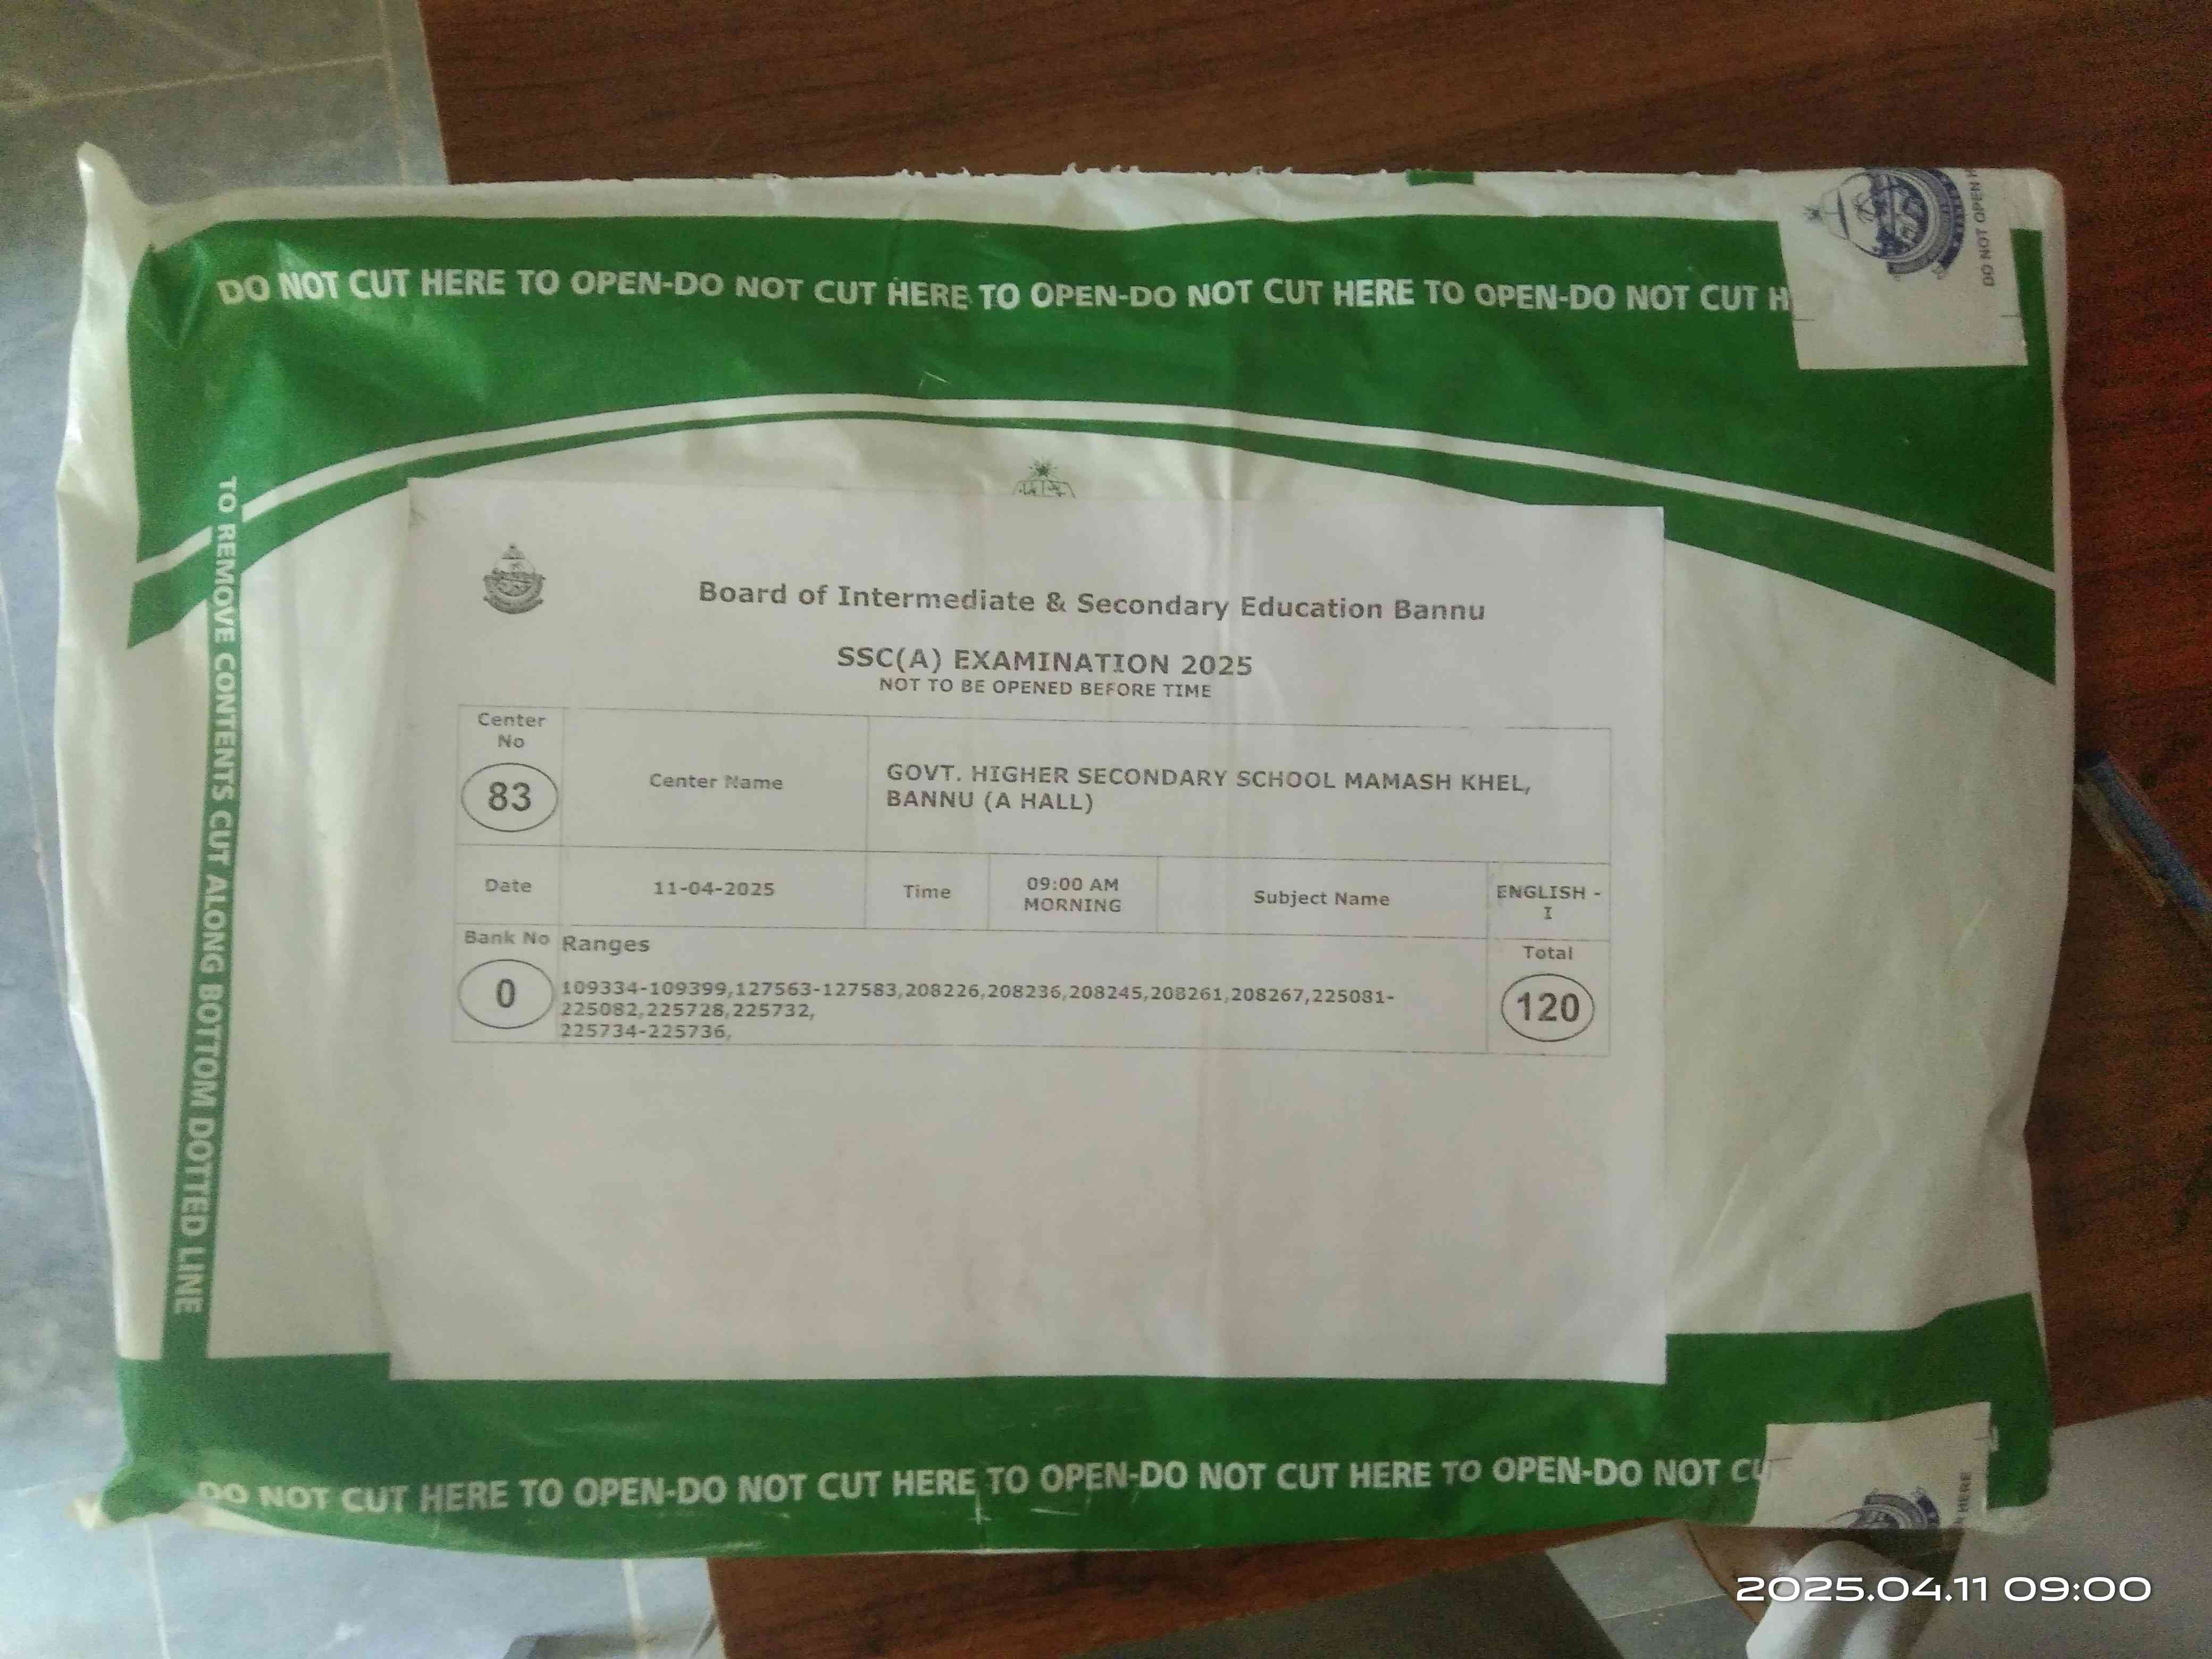 DO NOT CUT HERE TO OPEN-DO NOT CUT HERE TO OPEN-DO NOT CUT HERE TO OPEN-DO NOT CUT H
DO NOT OPEN
TO REMOVE CONTENTS CUT ALONG BOTTOM DOTTED LINE
Board of Intermediate & Secondary Education Bannu
SSC(A) EXAMINATION 2025
NOT TO BE OPENED BEFORE TIME
Center No
83
Center Name
GOVT. HIGHER SECONDARY SCHOOL MAMASH KHEL,
BANNU (A HALL)
Date
11-04-2025
Time
09:00 AM
MORNING
Subject Name
ENGLISH -
I
Bank No
0
Ranges
109334-109399,127563-127583,208226,208236,208245,208261,208267,225081-
225082,225728,225732,
225734-225736,
Total
120
DO NOT CUT HERE TO OPEN-DO NOT CUT HERE TO OPEN-DO NOT CUT HERE TO OPEN-DO NOT CU
HERE
2025.04.11 09:00